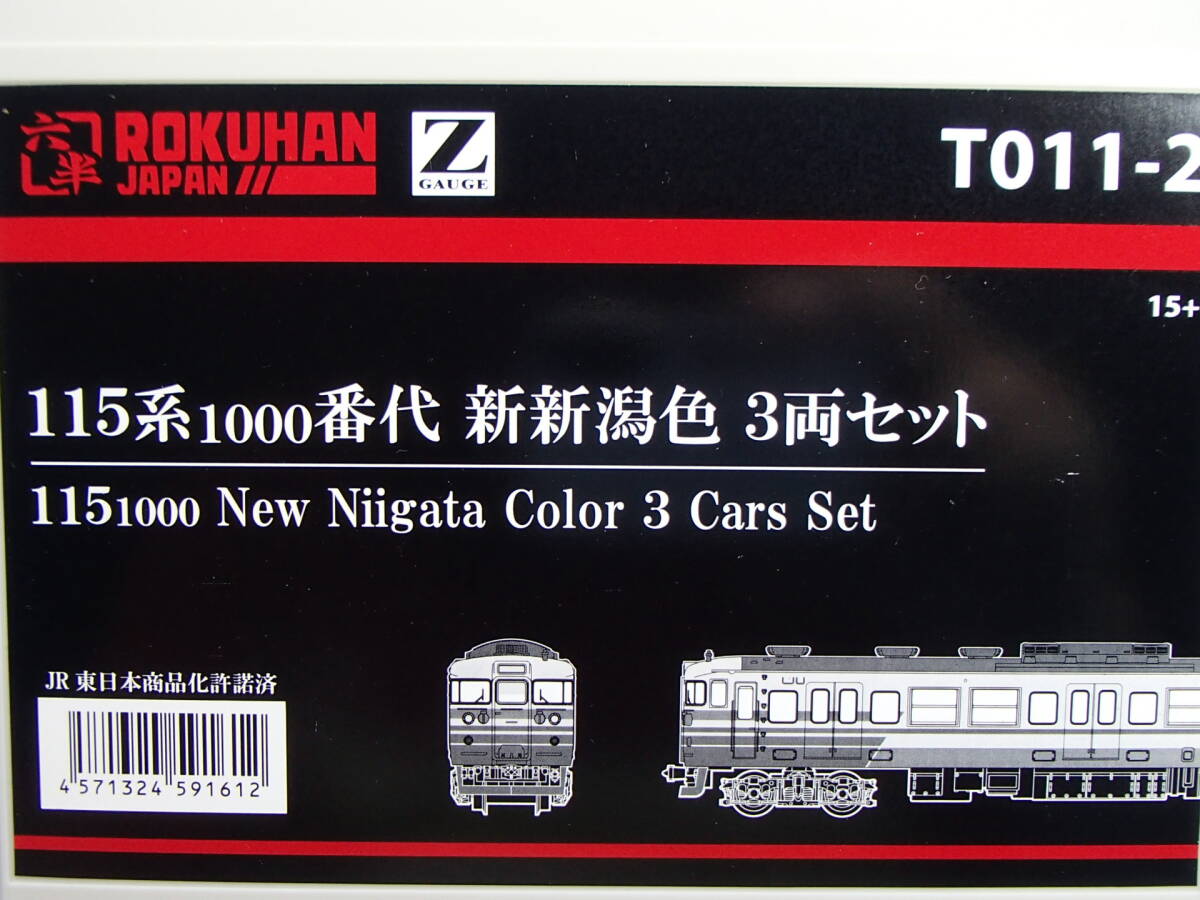 六半 ROKUHAN JAPAN
Z GAUGE
T011-2
15+
115系1000番代 新新潟色 3両セット
1151000 New Niigata Color 3 Cars Set
JR東日本商品化許諾済
4 571324 591612